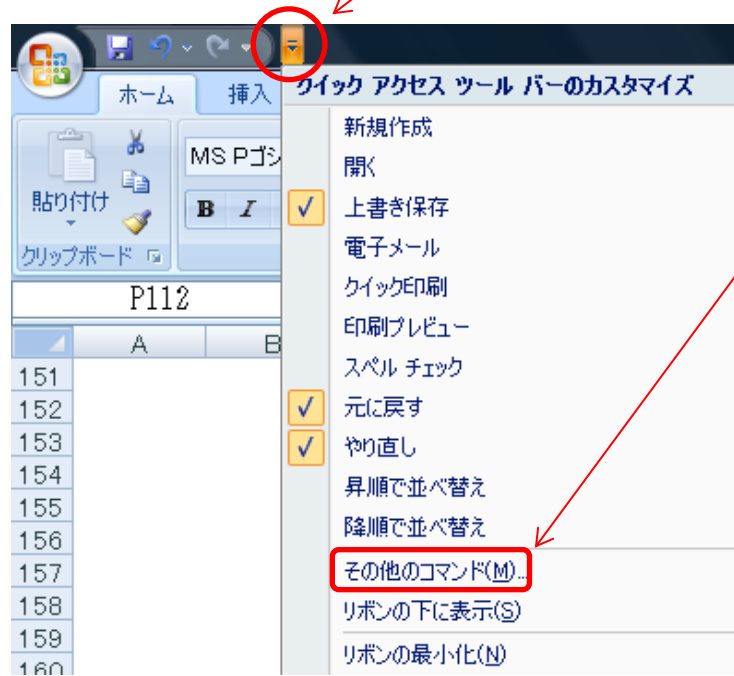 ホーム 挿入
クイック アクセス ツール バーのカスタマイズ
MS Pゴシ
貼り付け
B I
クリップボード
P112
A B
151
152
153
154
155
156
157
158
159
160
新規作成
開く
上書き保存
電子メール
クイック印刷
印刷プレビュー
スペル チェック
元に戻す
やり直し
昇順で並べ替え
降順で並べ替え
その他のコマンド(M)...
リボンの下に表示(S)
リボンの最小化(N)